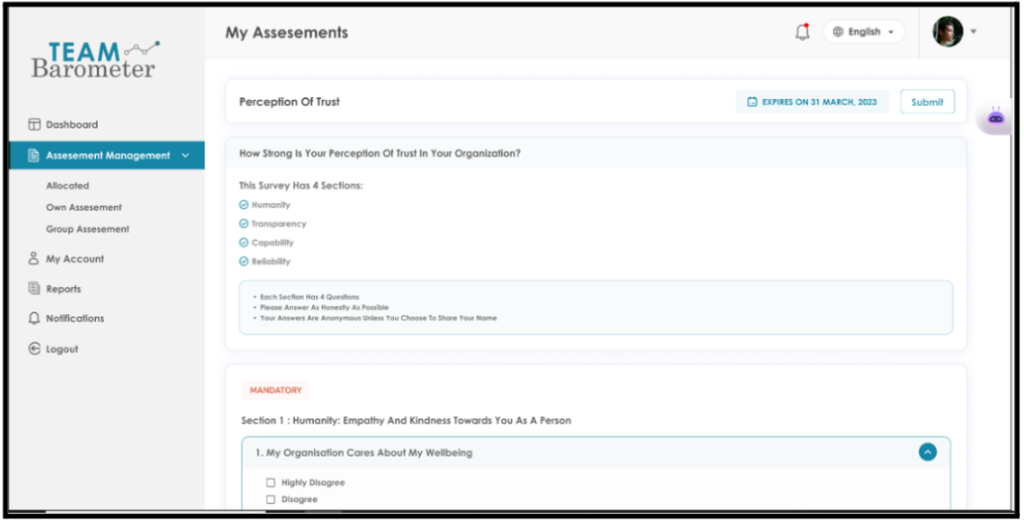 TEAM
Barometer
Dashboard
Assesement Management
Allocated
Own Assesement
Group Assesement
My Account
Reports
Notifications
Logout
My Assesements
English
Perception Of Trust
EXPIRES ON 31 MARCH, 2023
Submit
How Strong Is Your Perception Of Trust In Your Organization?
This Survey Has 4 Sections:
Humanity
Transparency
Capability
Reliability
• Each Section Has 4 Questions
• Please Answer As Honestly As Possible
• Your Answers Are Anonymous Unless You Choose To Share Your Name
MANDATORY
Section 1 : Humanity: Empathy And Kindness Towards You As A Person
1. My Organisation Cares About My Wellbeing
Highly Disagree
Disagree